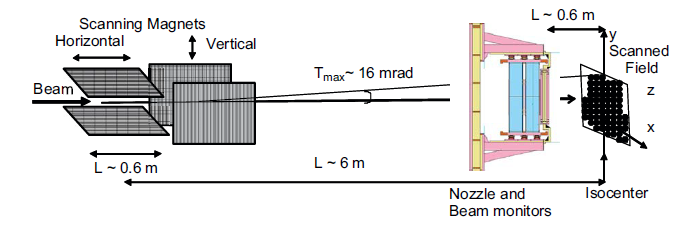 Scanning Magnets
Horizontal
Vertical
Beam
L ~ 0.6 m
Tmax~ 16 mrad
L ~ 6 m
L ~ 0.6 m
y
Scanned
Field
z
x
Isocenter
Nozzle and
Beam monitors